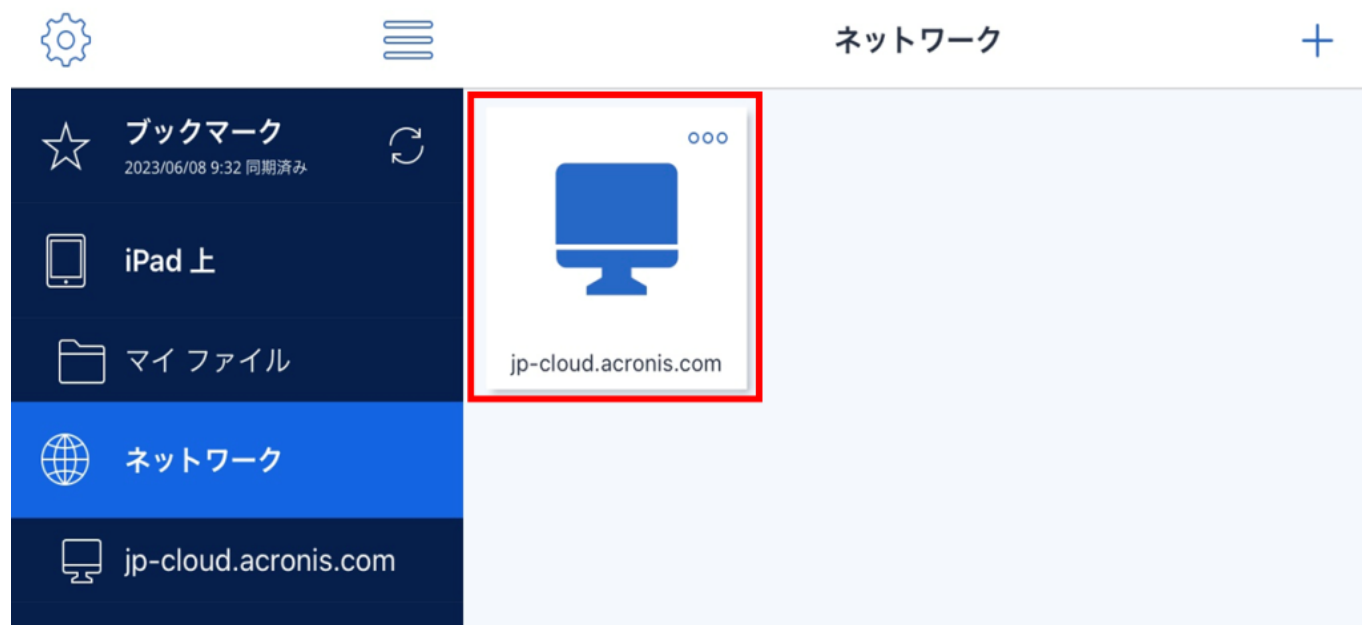 ネットワーク
ブックマーク
2023/06/08 9:32 同期済み
iPad 上
マイ ファイル
ネットワーク
jp-cloud.acronis.com
jp-cloud.acronis.com